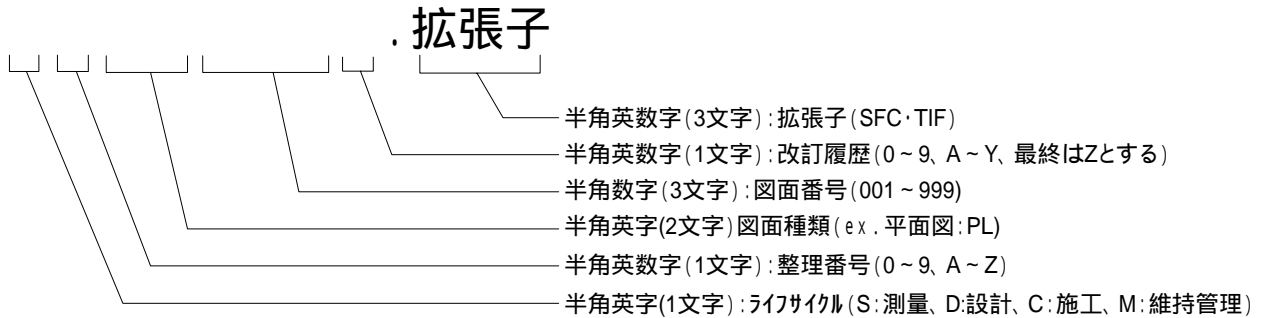 .拡張子
半角英数字(3文字):拡張子(SFC・TIF)
半角英数字(1文字):改訂履歴(0~9、A~Y、最終はZとする)
半角数字(3文字):図面番号(001~999)
半角英字(2文字)図面種類(ex.平面図:PL)
半角英数字(1文字):整理番号(0~9、A~Z)
半角英字(1文字):ライフサイクル(S:測量、D:設計、C:施工、M:維持管理)